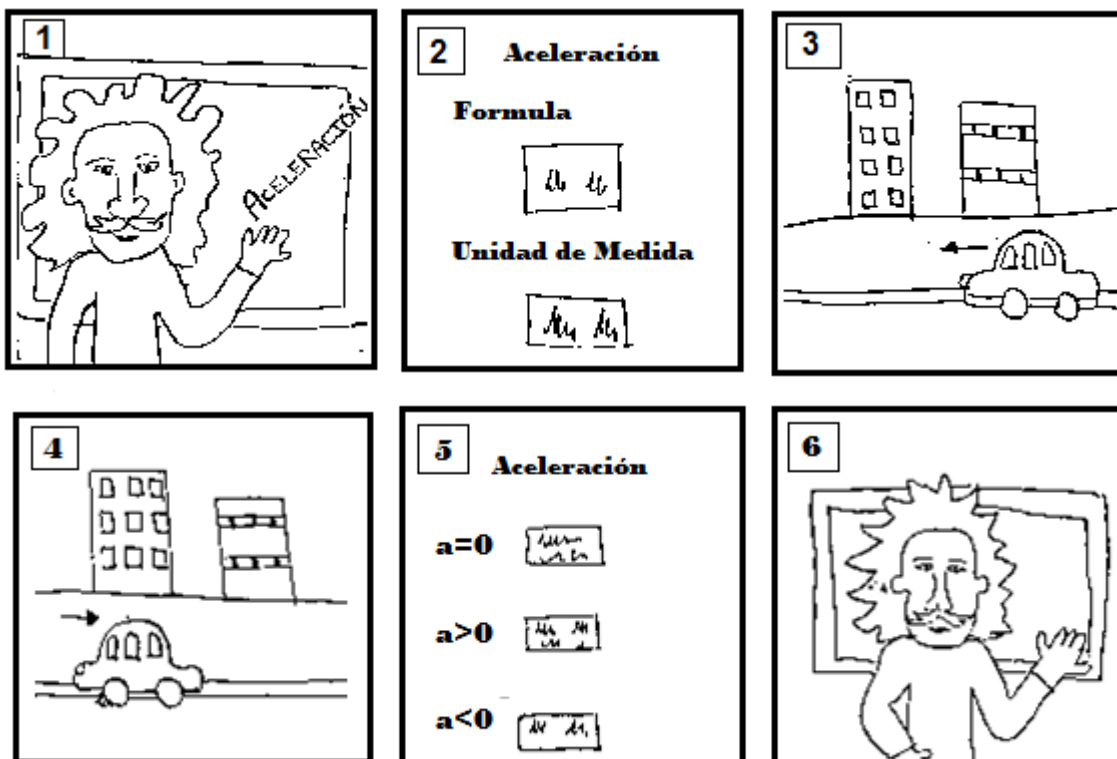 1
ACELERACIÓN
2
Aceleración
Formula
Unidad de Medida
3
4
5
Aceleración
a=0
a>0
a<0
6